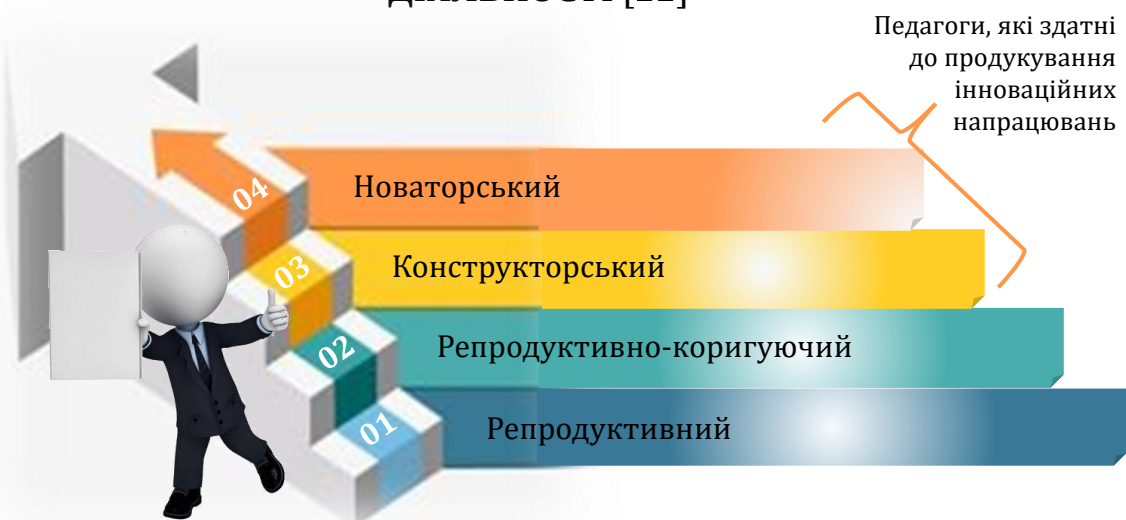 Педагоги, які здатні
до продукування
інноваційних
напрацювань
04 Новаторський
03 Конструкторський
02 Репродуктивно-коригуючий
01 Репродуктивний